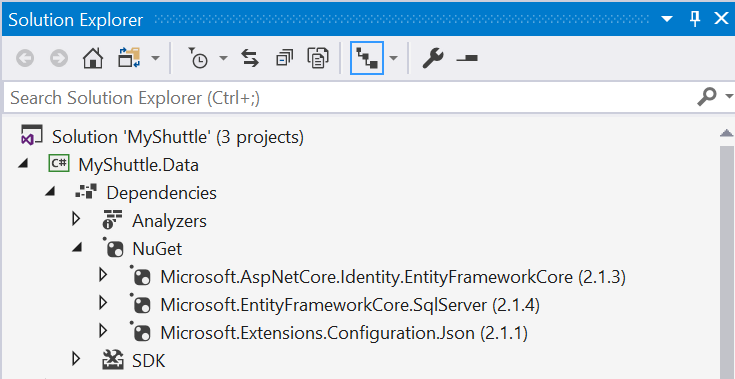 Solution Explorer
Search Solution Explorer (Ctrl+;)
Solution 'MyShuttle' (3 projects)
C# MyShuttle.Data
Dependencies
Analyzers
NuGet
Microsoft.AspNetCore.Identity.EntityFrameworkCore (2.1.3)
Microsoft.EntityFrameworkCore.SqlServer (2.1.4)
Microsoft.Extensions.Configuration.Json (2.1.1)
SDK